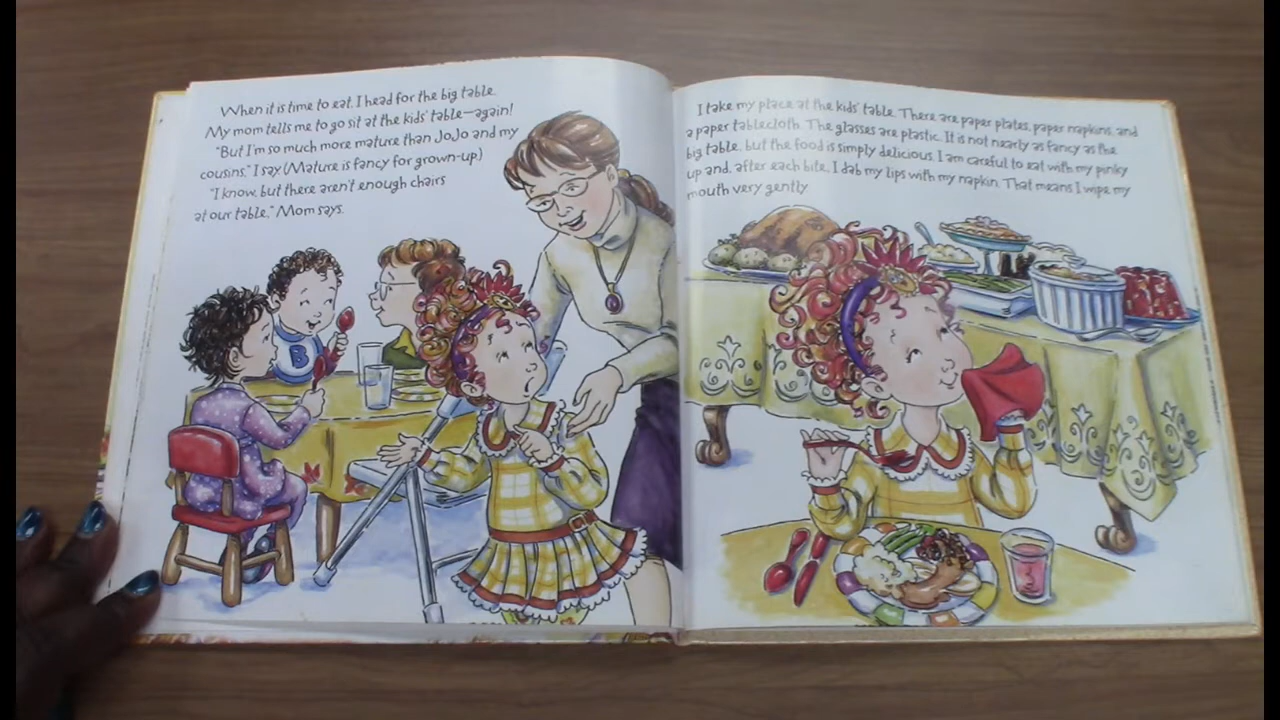 When it is time to eat, I head for the big table.
My mom tells me to go sit at the kids' table—again!
"But I'm so much more mature than JoJo and my
cousins," I say. (Mature is fancy for grown-up.)
"I know, but there aren't enough chairs
at our table," Mom says.
B
I take my place at the kids' table. There are paper plates, paper napkins, and
a paper tablecloth. The glasses are plastic. It is not nearly as fancy as the
big table, but the food is simply delicious. I am careful to eat with my pinky
up and, after each bite, I dab my lips with my napkin. That means I wipe my
mouth very gently.